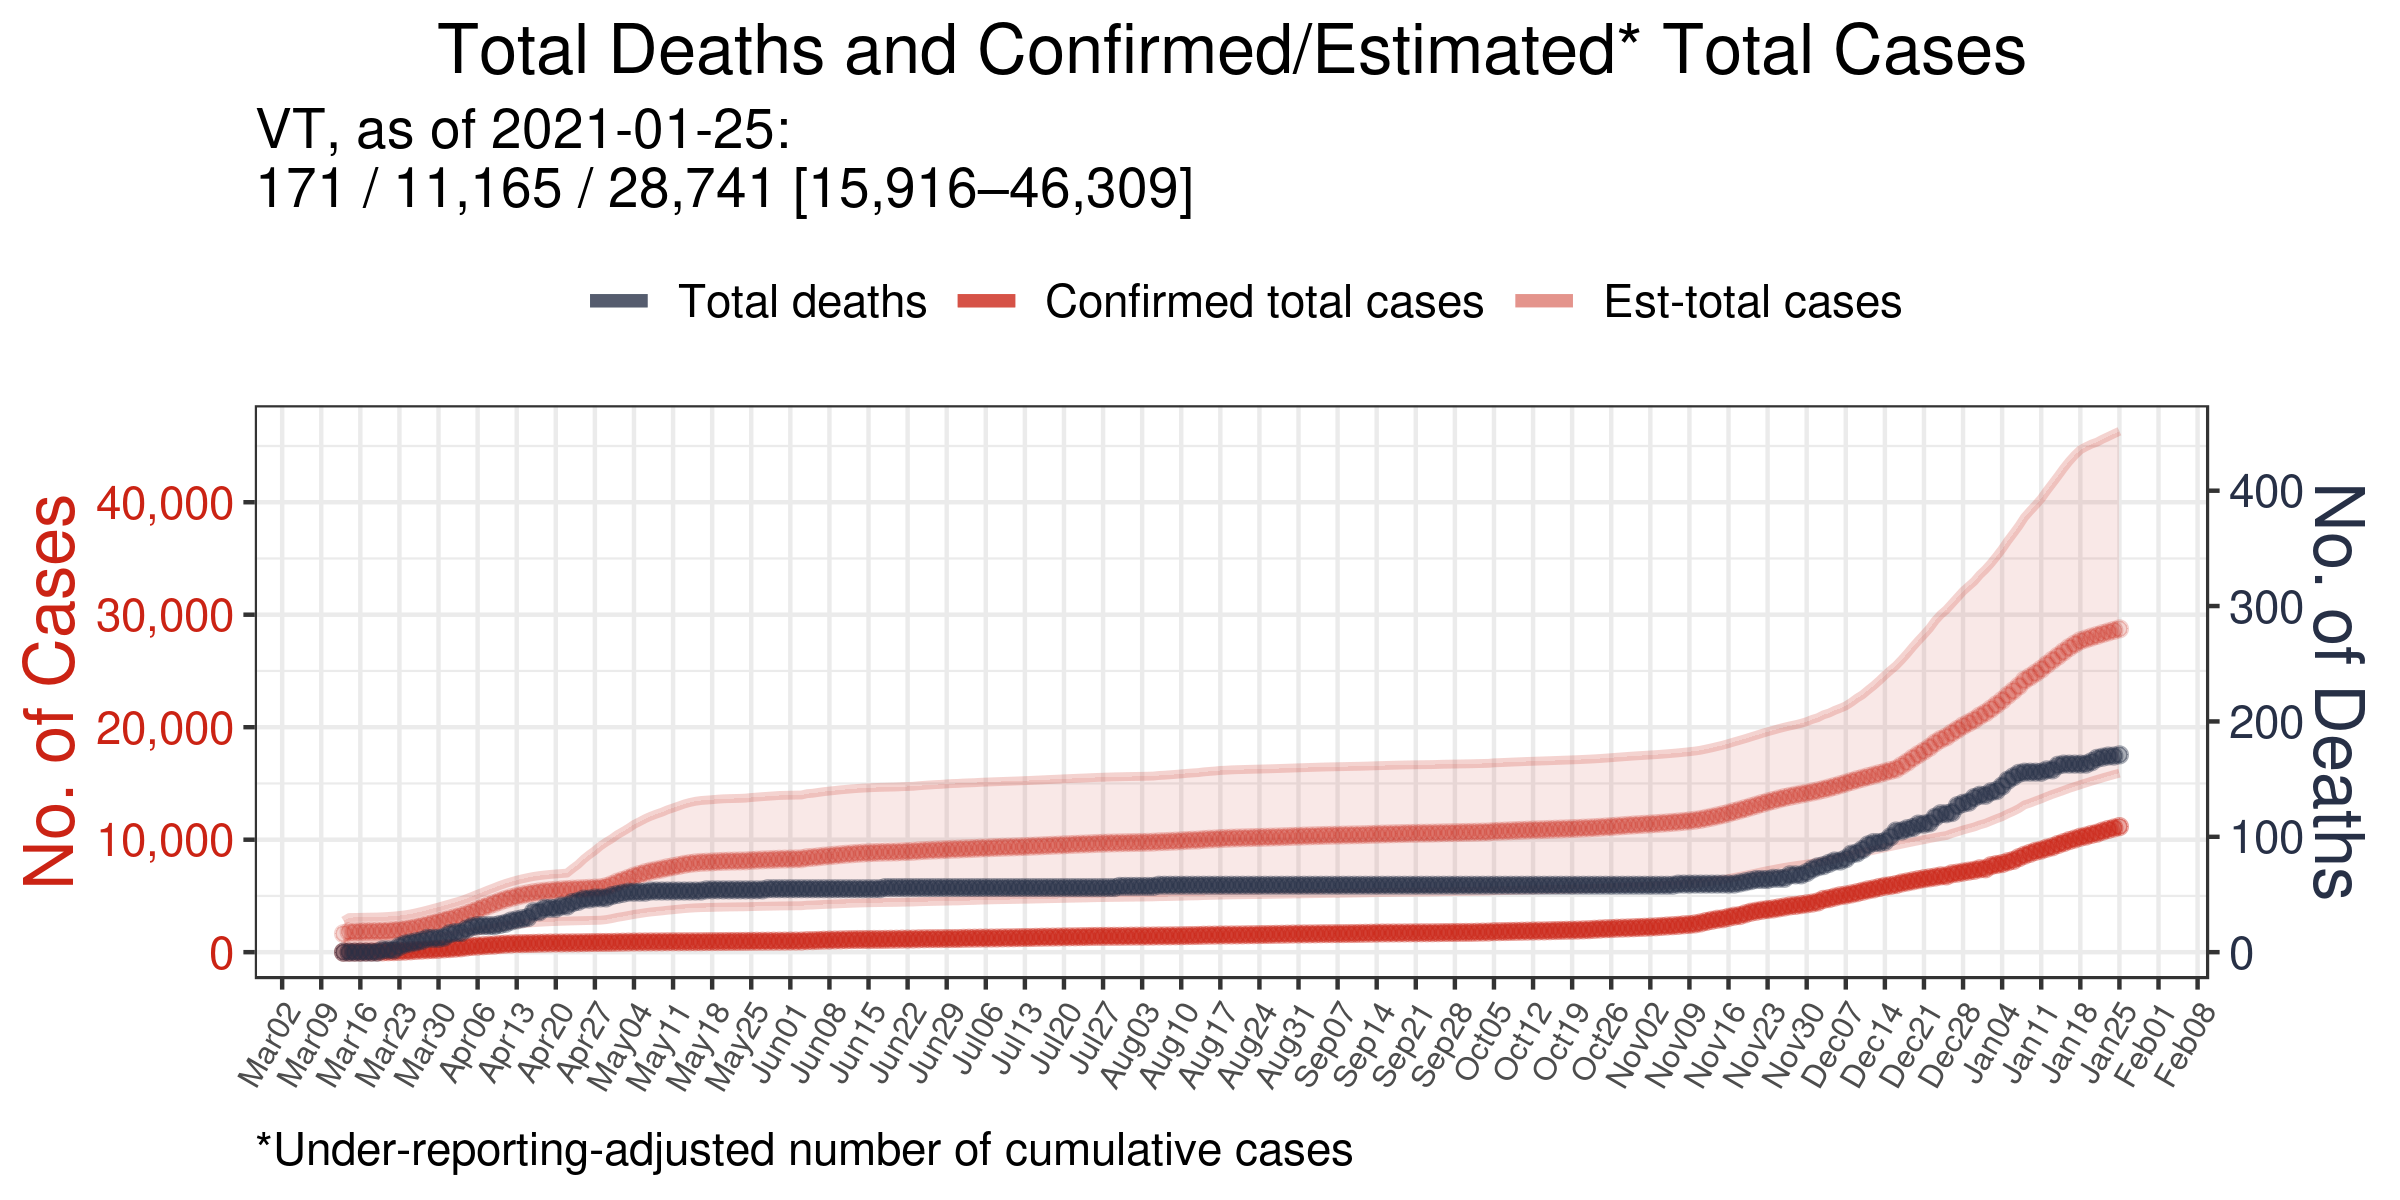 Total Deaths and Confirmed/Estimated* Total Cases
VT, as of 2021-01-25:
171 / 11,165 / 28,741 [15,916–46,309]
Total deaths
Confirmed total cases
Est-total cases
No. of Cases
40,000
30,000
20,000
10,000
0
400
300
200
100
0
No. of Deaths
Mar02
Mar09
Mar16
Mar23
Mar30
Apr06
Apr13
Apr20
Apr27
May04
May11
May18
May25
Jun01
Jun08
Jun15
Jun22
Jun29
Jul06
Jul13
Jul20
Jul27
Aug03
Aug10
Aug17
Aug24
Aug31
Sep07
Sep14
Sep21
Sep28
Oct05
Oct12
Oct19
Oct26
Nov02
Nov09
Nov16
Nov23
Nov30
Dec07
Dec14
Dec21
Dec28
Jan04
Jan11
Jan18
Jan25
Feb01
Feb08
*Under-reporting-adjusted number of cumulative cases